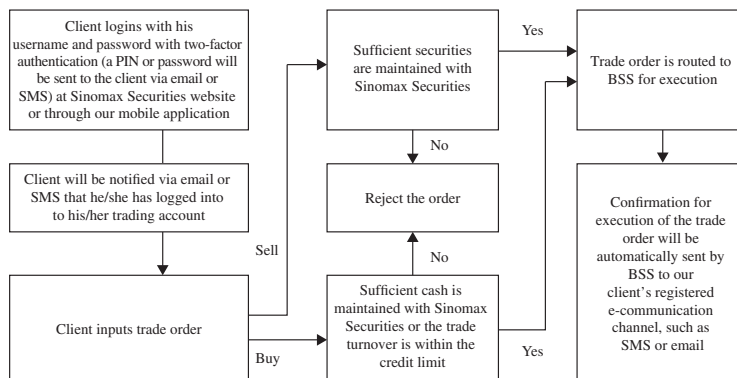 Client logins with his
username and password with two-factor
authentication (a PIN or password will
be sent to the client via email or
SMS) at Sinomax Securities website
or through our mobile application
Client will be notified via email or
SMS that he/she has logged into
to his/her trading account
Client inputs trade order
Sell
Buy
Sufficient securities
are maintained with
Sinomax Securities
Yes
No
Reject the order
No
Sufficient cash is
maintained with Sinomax
Securities or the trade
turnover is within the
credit limit
Yes
Trade order is routed to
BSS for execution
Confirmation for
execution of the trade
order will be
automatically sent by
BSS to our
client's registered
e-communication
channel, such as
SMS or email